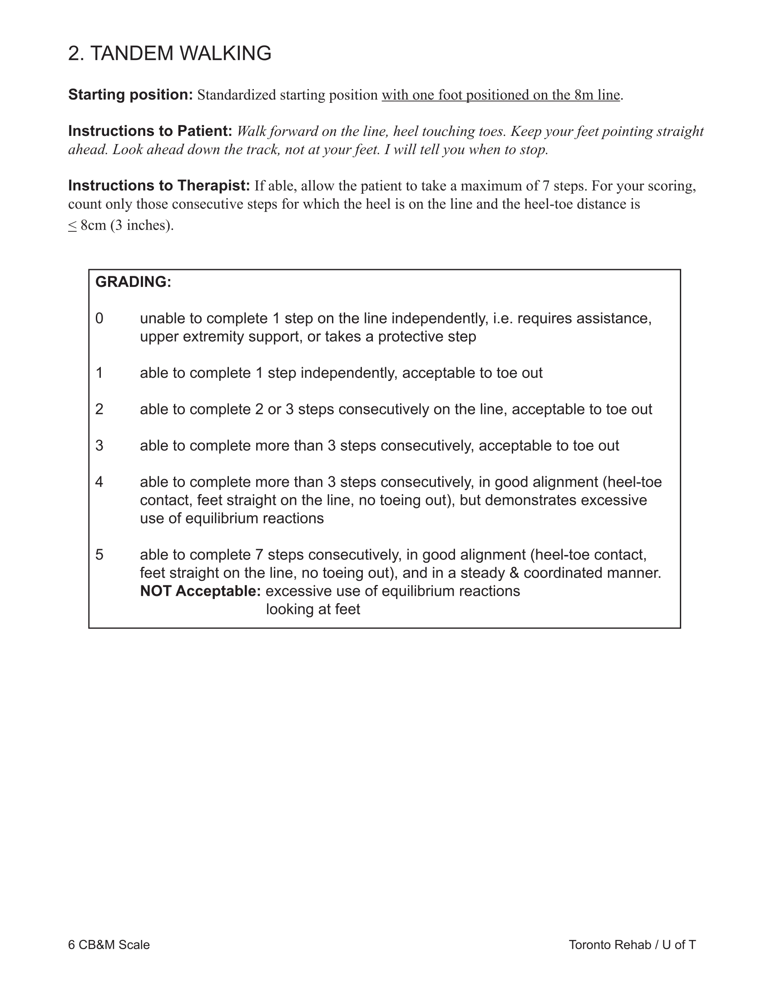 2. TANDEM WALKING
Starting position: Standardized starting position with one foot positioned on the 8m line.
Instructions to Patient: Walk forward on the line, heel touching toes. Keep your feet pointing straight
ahead. Look ahead down the track, not at your feet. I will tell you when to stop.
Instructions to Therapist: If able, allow the patient to take a maximum of 7 steps. For your scoring,
count only those consecutive steps for which the heel is on the line and the heel-toe distance is
≤ 8cm (3 inches).
GRADING:
0 unable to complete 1 step on the line independently, i.e. requires assistance,
upper extremity support, or takes a protective step
1 able to complete 1 step independently, acceptable to toe out
2 able to complete 2 or 3 steps consecutively on the line, acceptable to toe out
3 able to complete more than 3 steps consecutively, acceptable to toe out
4 able to complete more than 3 steps consecutively, in good alignment (heel-toe
contact, feet straight on the line, no toeing out), but demonstrates excessive
use of equilibrium reactions
5 able to complete 7 steps consecutively, in good alignment (heel-toe contact,
feet straight on the line, no toeing out), and in a steady & coordinated manner.
NOT Acceptable: excessive use of equilibrium reactions
looking at feet
6 CB&M Scale Toronto Rehab / U of T